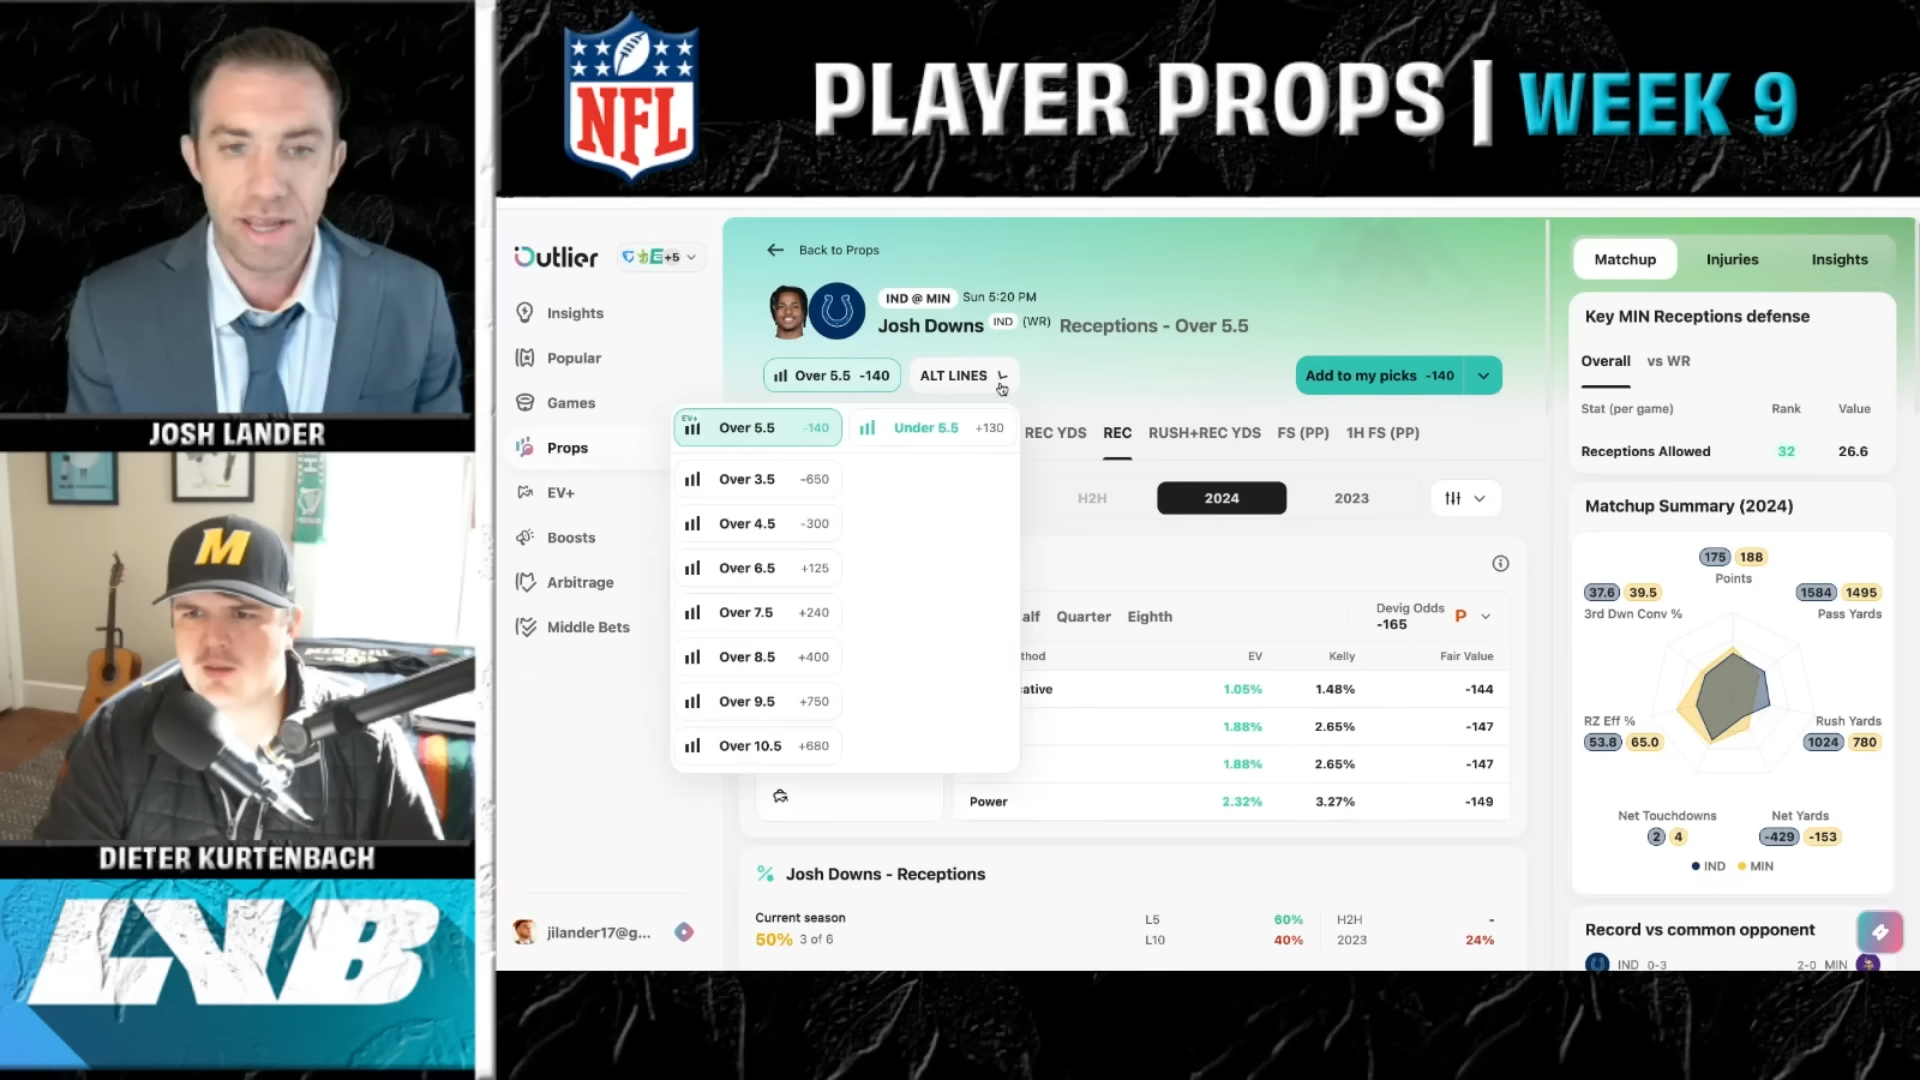 JOSH LANDER
M
DIETER KURTENBACH
LVB
NFL
PLAYER PROPS | WEEK 9
Outlier
+5
Insights
Popular
Games
Props
EV+
Boosts
Arbitrage
Middle Bets
jilander17@g...
Back to Props
IND @ MIN Sun 5:20 PM
Josh Downs IND (WR) Receptions - Over 5.5
Over 5.5 -140
ALT LINES
Add to my picks -140
EV+
Over 5.5 -140
Under 5.5 +130
Over 3.5 -650
Over 4.5 -300
Over 6.5 +125
Over 7.5 +240
Over 8.5 +400
Over 9.5 +750
Over 10.5 +680
REC YDS REC RUSH+REC YDS FS (PP) 1H FS (PP)
H2H 2024 2023
alf Quarter Eighth
Devig Odds
-165
P
thod EV Kelly Fair Value
ative 1.05% 1.48% -144
1.88% 2.65% -147
1.88% 2.65% -147
Power 2.32% 3.27% -149
Josh Downs - Receptions
Current season
50% 3 of 6
L5 60% H2H -
L10 40% 2023 24%
Matchup Injuries Insights
Key MIN Receptions defense
Overall vs WR
Stat (per game) Rank Value
Receptions Allowed 32 26.6
Matchup Summary (2024)
175 188
Points
37.6 39.5
3rd Dwn Conv %
1584 1495
Pass Yards
RZ Eff %
53.8 65.0
Rush Yards
1024 780
Net Touchdowns
2 4
Net Yards
-429 -153
IND MIN
Record vs common opponent
IND 0-3 2-0 MIN